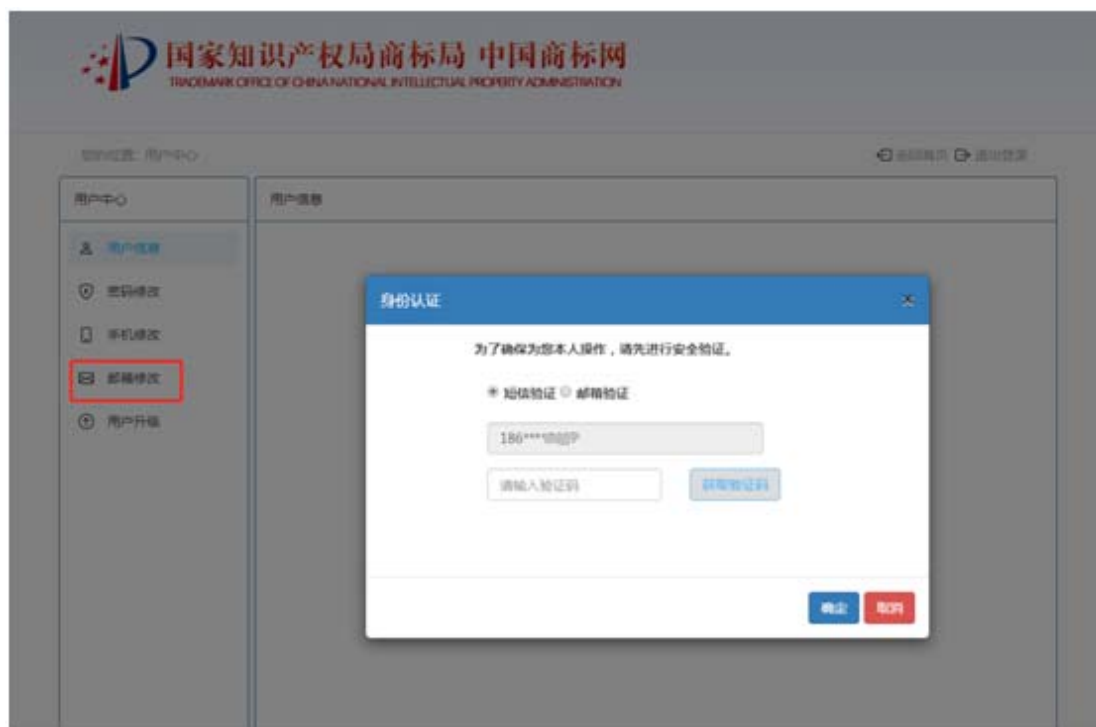 国家知识产权局商标局 中国商标网
TRADEMARK OFFICE OF CHINA NATIONAL INTELLECTUAL PROPERTY ADMINISTRATION
您的位置: 用户中心
返回首页 退出登录
用户中心
用户信息
用户信息
密码修改
手机修改
邮箱修改
用户升级
身份认证
为了确保为您本人操作，请先进行安全验证。
短信验证 邮箱验证
186****
请输入验证码 获取验证码
确定 取消